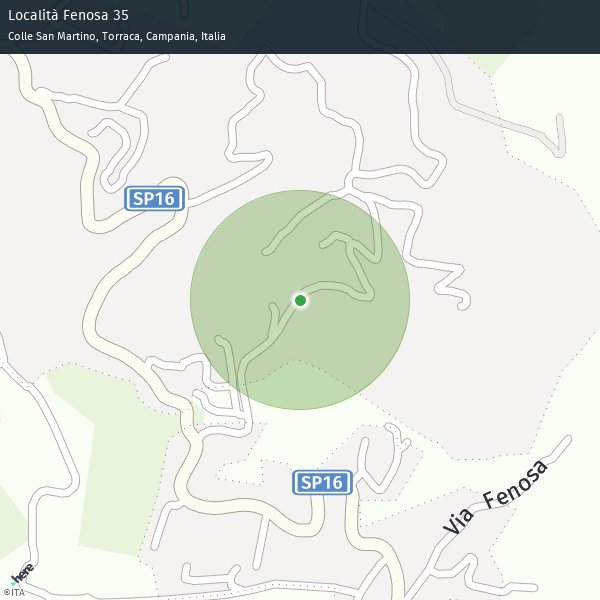 Località Fenosa 35
Colle San Martino, Torraca, Campania, Italia
SP16
SP16
Via Fenosa
here
©ITA